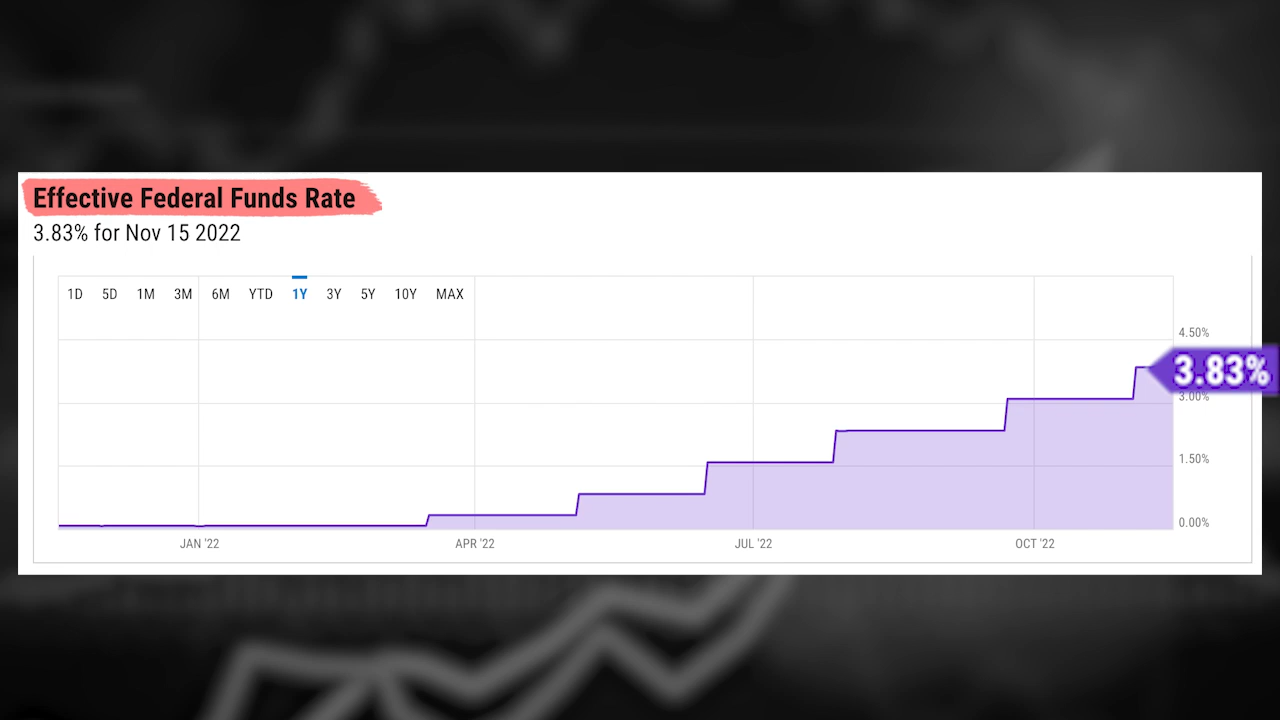 Effective Federal Funds Rate
3.83% for Nov 15 2022
1D 5D 1M 3M 6M YTD 1Y 3Y 5Y 10Y MAX
4.50%
3.83%
3.00%
1.50%
0.00%
JAN '22 APR '22 JUL '22 OCT '22